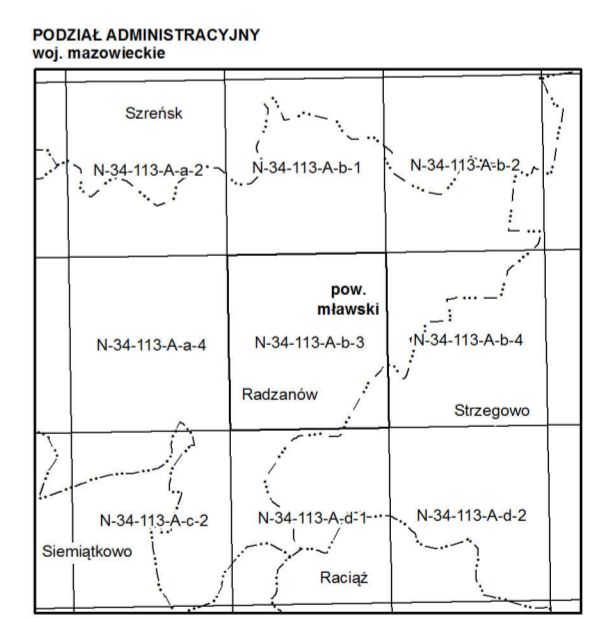 PODZIAŁ ADMINISTRACYJNY
woj. mazowieckie
Szreńsk
N-34-113-A-a-2
N-34-113-A-b-1
N-34-113-A-b-2
pow.
mławski
N-34-113-A-a-4
N-34-113-A-b-3
N-34-113-A-b-4
Radzanów
Strzegowo
N-34-113-A-c-2
N-34-113-A-d-1
N-34-113-A-d-2
Siemiątkowo
Raciąż